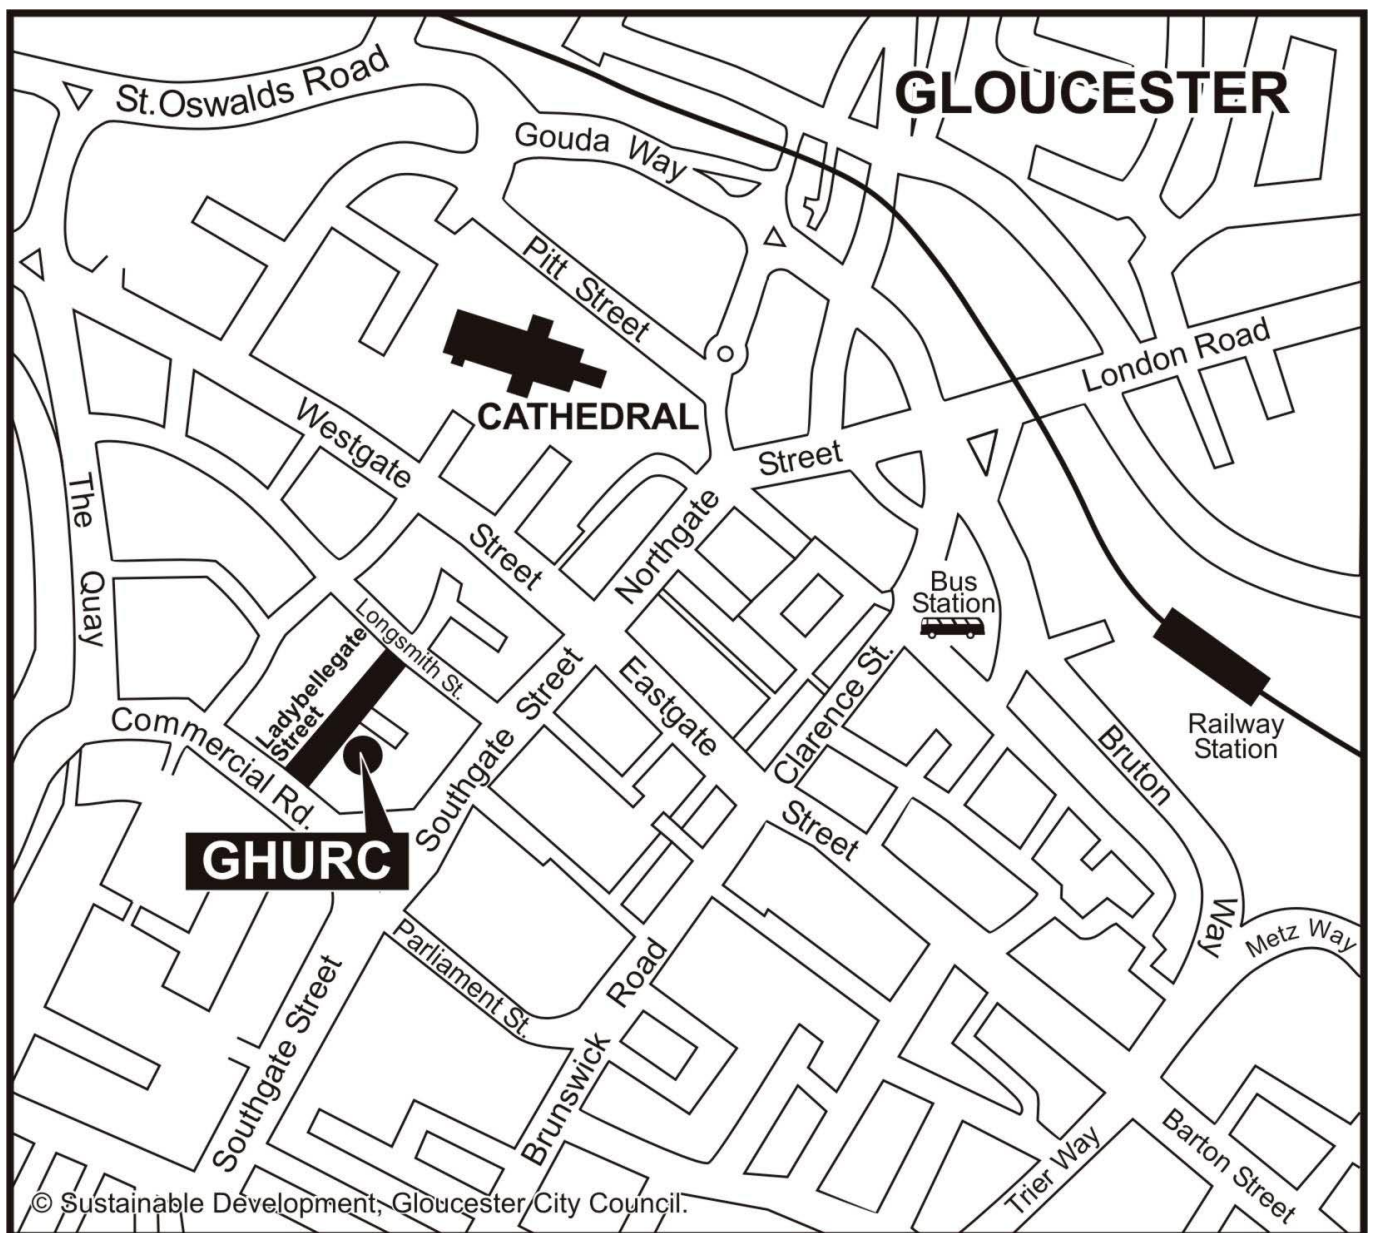 GLOUCESTER
St.Oswalds Road
Gouda Way
Pitt Street
London Road
CATHEDRAL
Westgate
Street
Street
Northgate
The Quay
Bus
Station
Longsmith St.
Ladybellegate
Street
Eastgate
Street
Clarence St.
Southgate Street
Commercial Rd.
Railway
Station
Bruton
Way
GHURC
Metz Way
Parliament St.
Brunswick Road
Southgate Street
Trier Way
Barton Street
© Sustainable Development, Gloucester City Council.